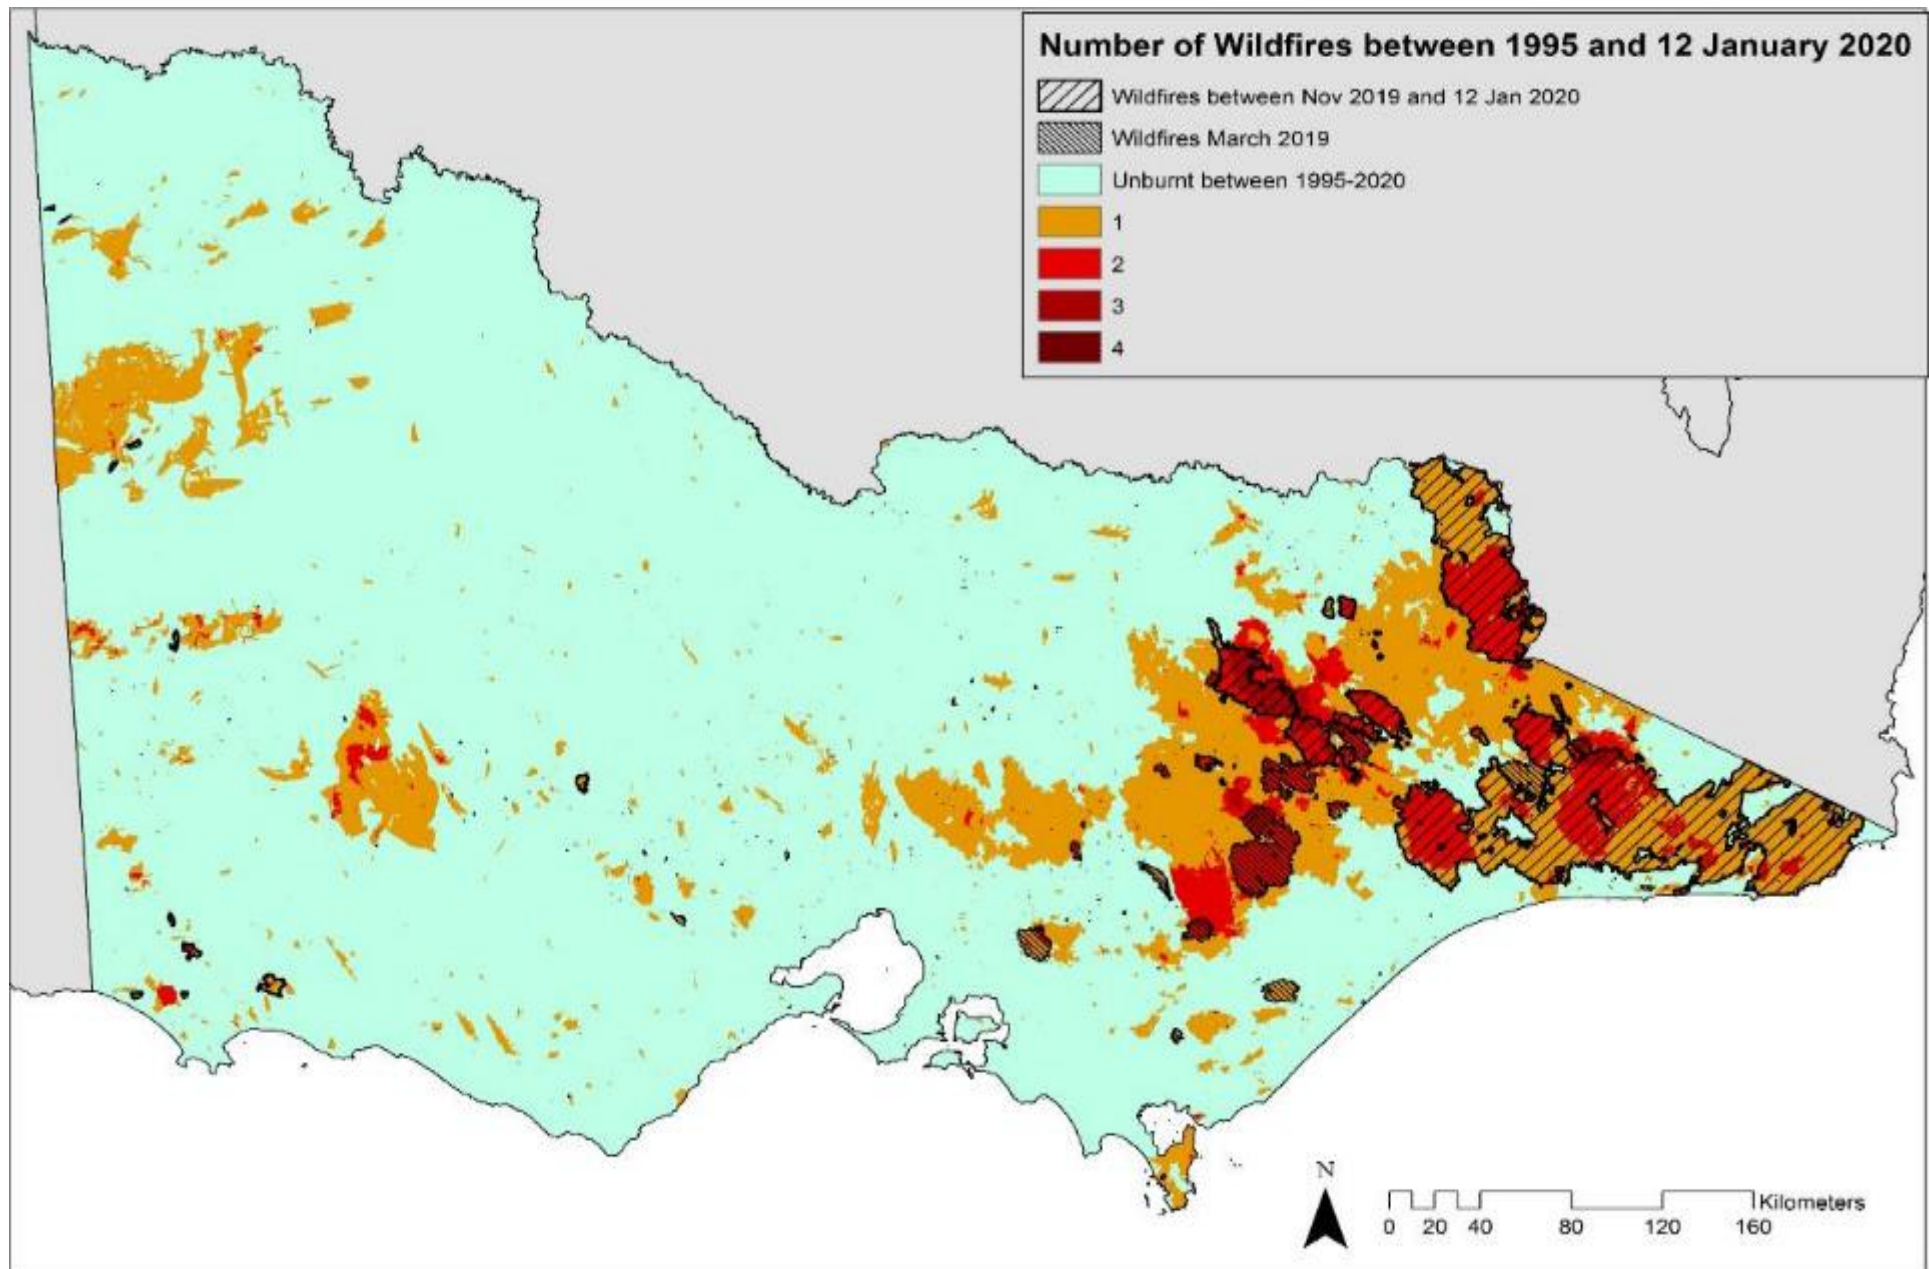 Number of Wildfires between 1995 and 12 January 2020
Wildfires between Nov 2019 and 12 Jan 2020
Wildfires March 2019
Unburnt between 1995-2020
1
2
3
4
N
Kilometers
0 20 40 80 120 160